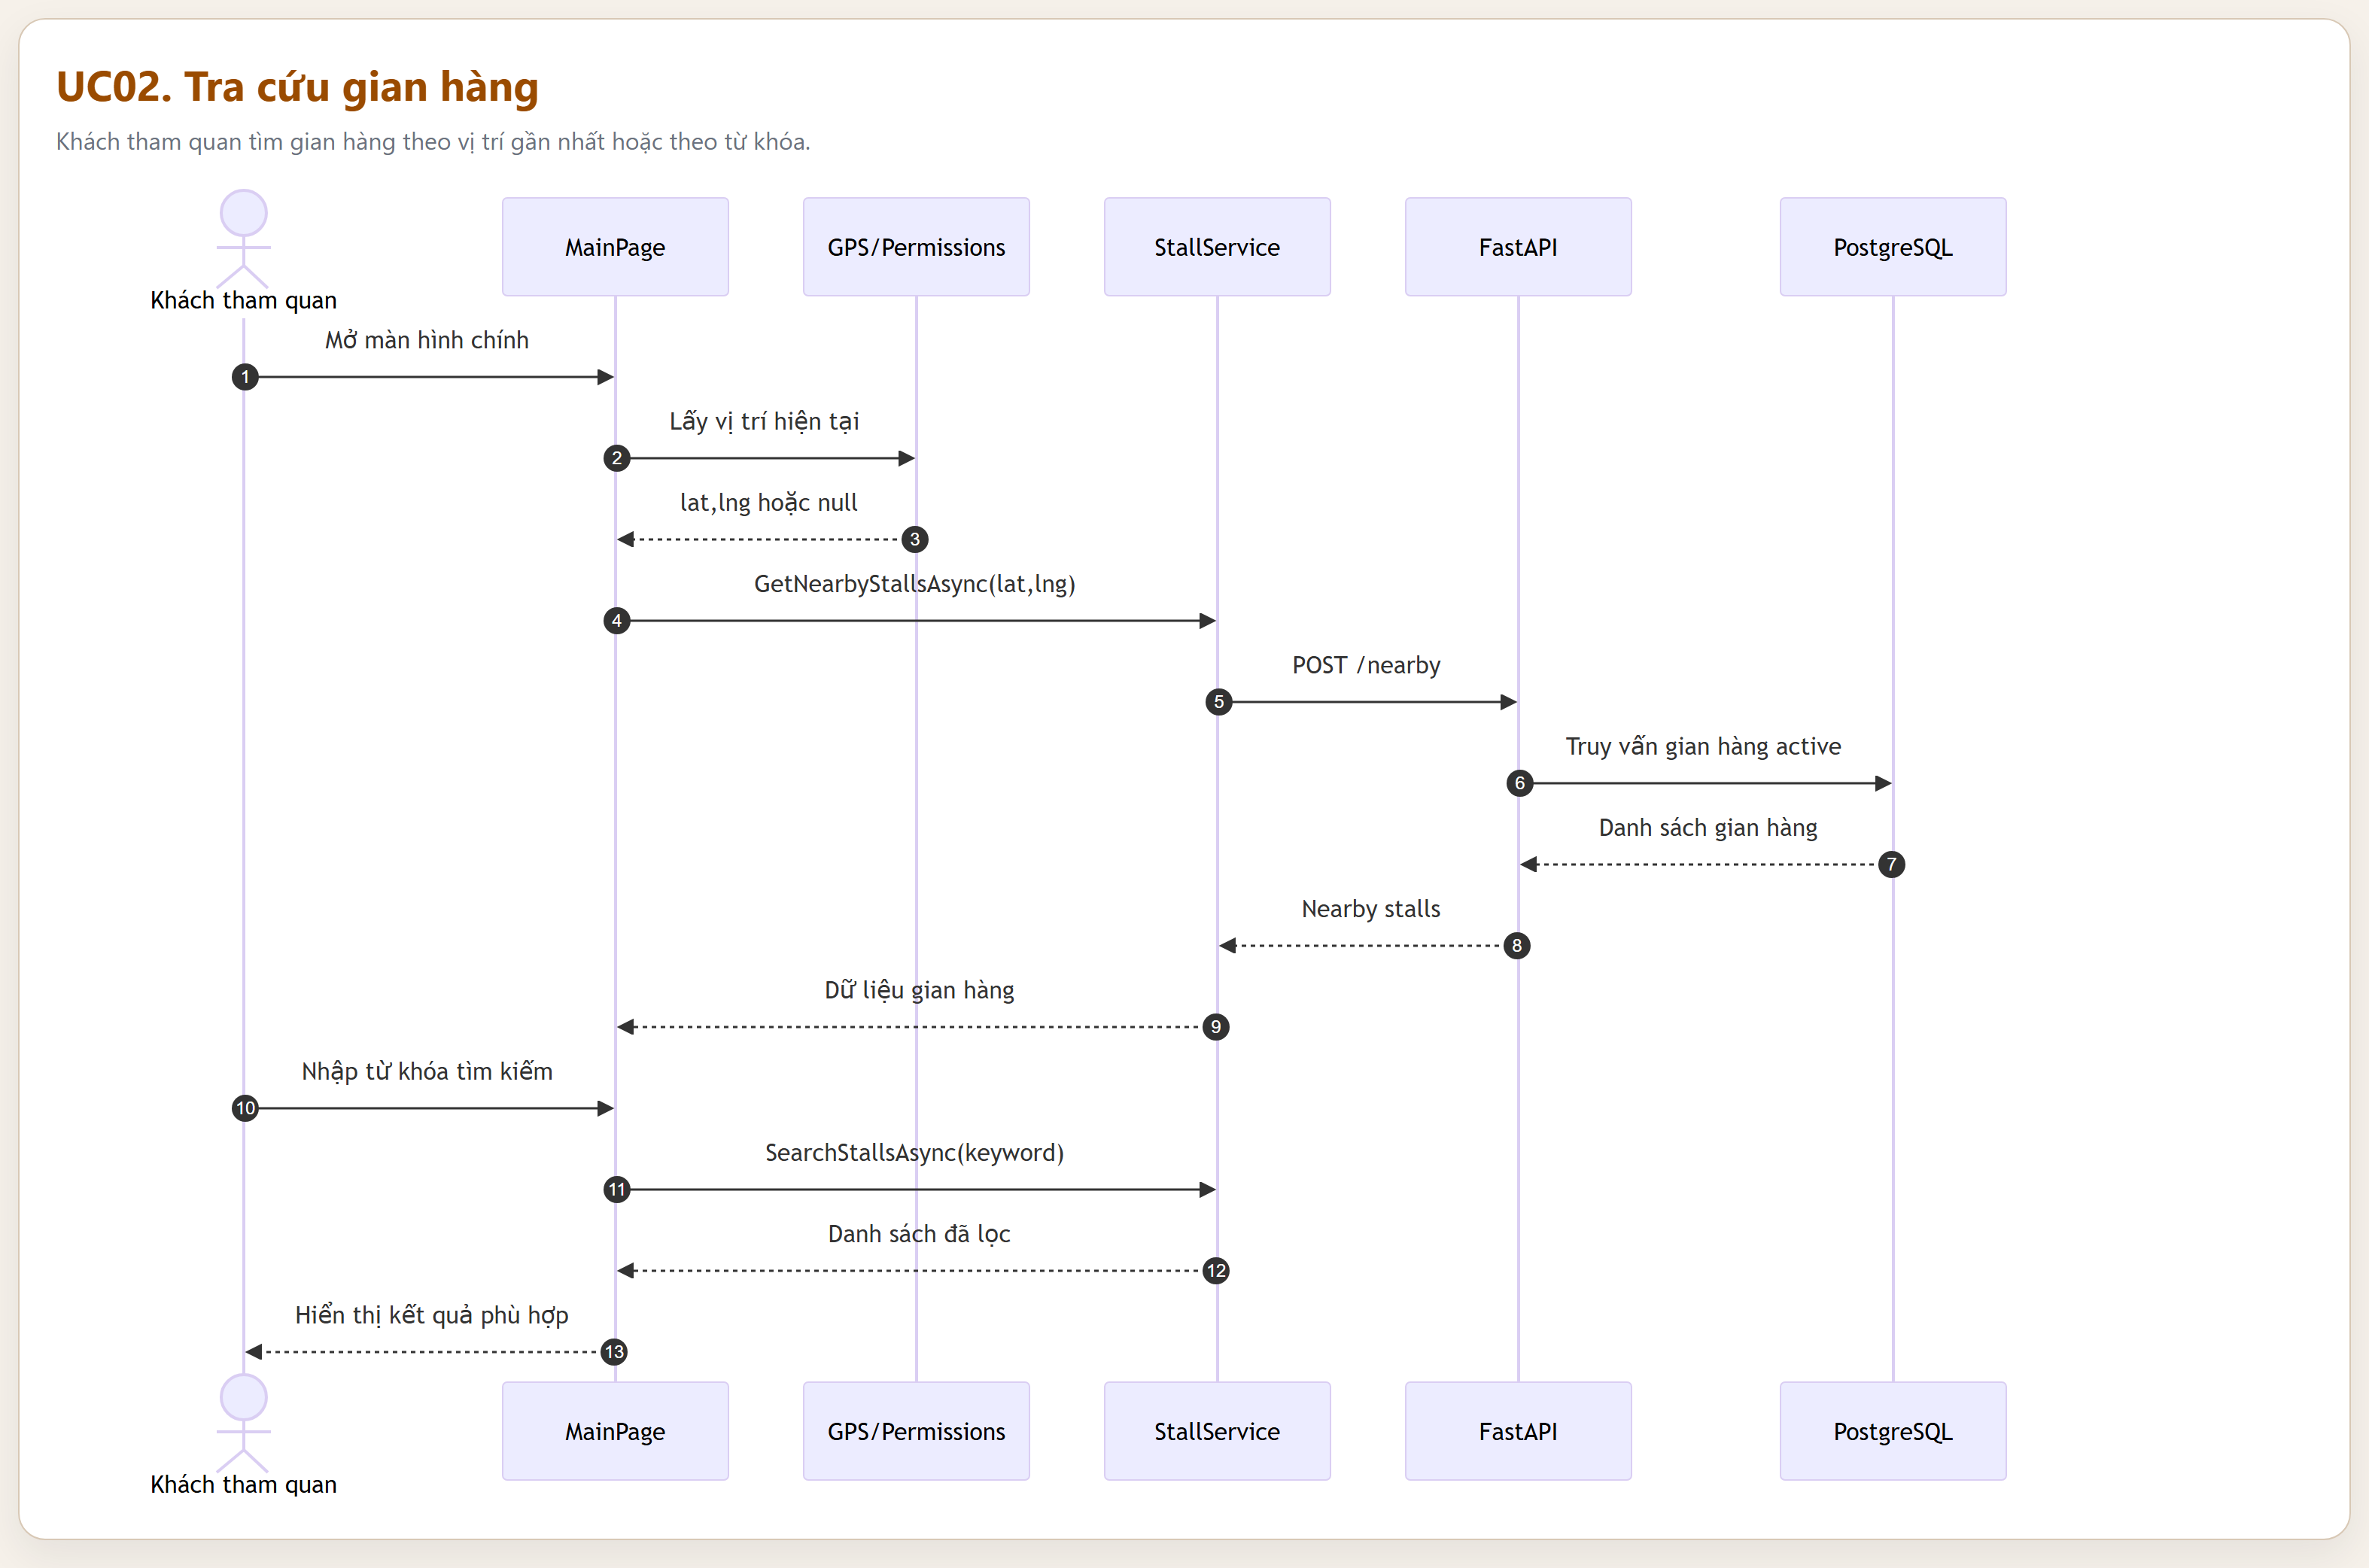 UC02. Tra cứu gian hàng
Khách tham quan tìm gian hàng theo vị trí gần nhất hoặc theo từ khóa.
Khách tham quan
MainPage
GPS/Permissions
StallService
FastAPI
PostgreSQL
Mở màn hình chính
1
Lấy vị trí hiện tại
2
lat,lng hoặc null
3
GetNearbyStallsAsync(lat,lng)
4
POST /nearby
5
Truy vấn gian hàng active
6
Danh sách gian hàng
7
Nearby stalls
8
Dữ liệu gian hàng
9
Nhập từ khóa tìm kiếm
10
SearchStallsAsync(keyword)
11
Danh sách đã lọc
12
Hiển thị kết quả phù hợp
13
Khách tham quan
MainPage
GPS/Permissions
StallService
FastAPI
PostgreSQL